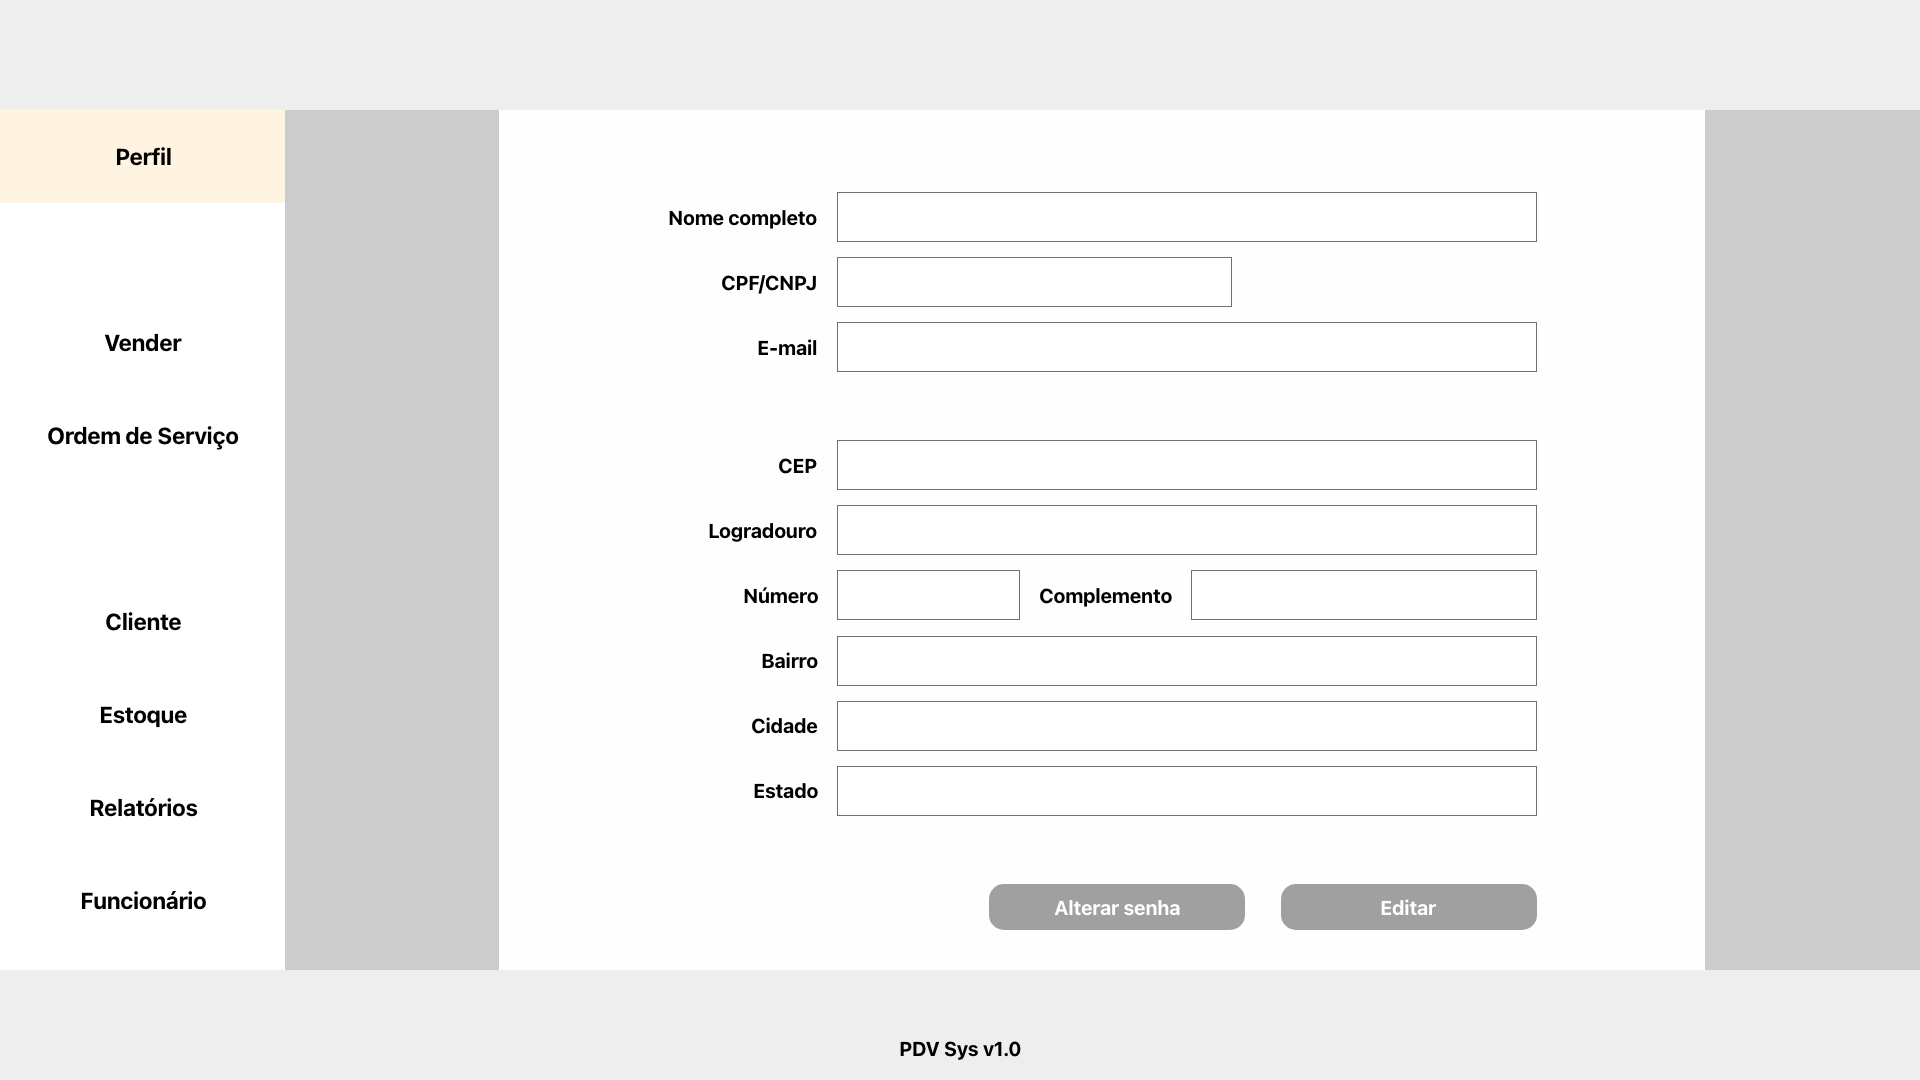 Perfil
Vender
Ordem de Serviço
Cliente
Estoque
Relatórios
Funcionário
Nome completo
CPF/CNPJ
E-mail
CEP
Logradouro
Número Complemento
Bairro
Cidade
Estado
Alterar senha Editar
PDV Sys v1.0